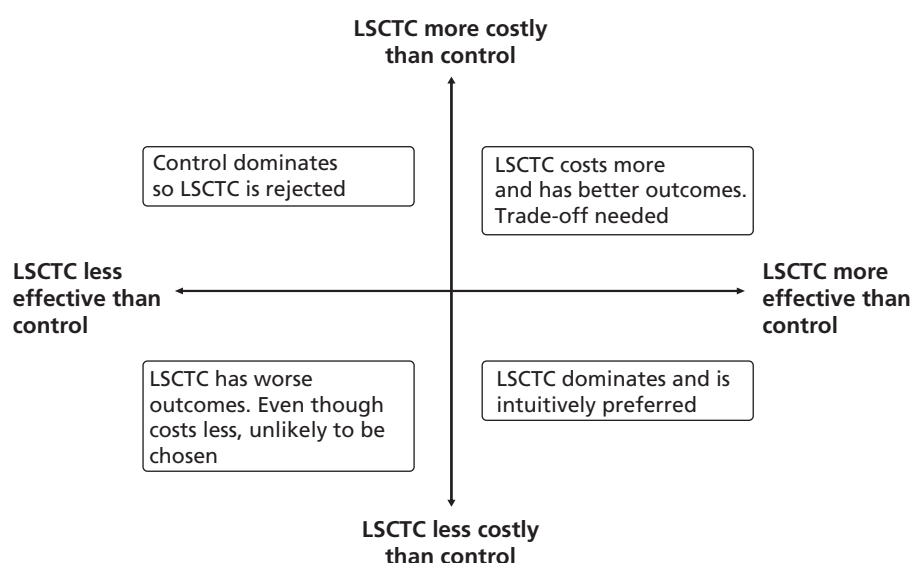 LSCTC more costly
than control
Control dominates
so LSCTC is rejected
LSCTC costs more
and has better outcomes.
Trade-off needed
LSCTC less
effective than
control
LSCTC more
effective than
control
LSCTC has worse
outcomes. Even though
costs less, unlikely to be
chosen
LSCTC dominates and is
intuitively preferred
LSCTC less costly
than control